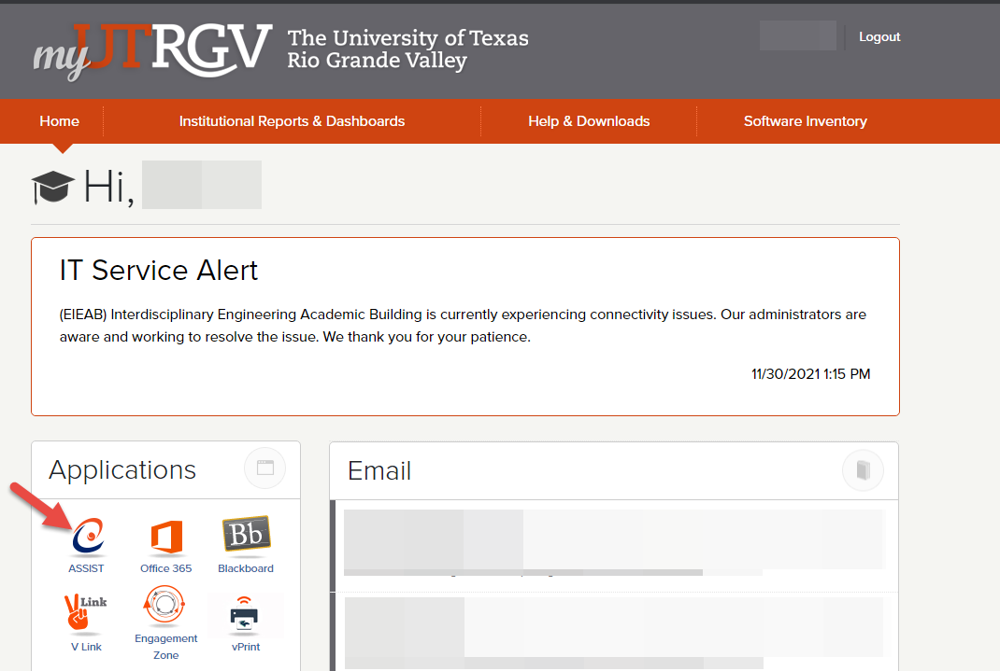 myUTRGV
The University of Texas
Rio Grande Valley
Logout
Home
Institutional Reports & Dashboards
Help & Downloads
Software Inventory
Hi,
IT Service Alert
(EIEAB) Interdisciplinary Engineering Academic Building is currently experiencing connectivity issues. Our administrators are
aware and working to resolve the issue. We thank you for your patience.
11/30/2021 1:15 PM
Applications
ASSIST
Office 365
Bb
Blackboard
Link
V Link
Engagement
Zone
vPrint
Email